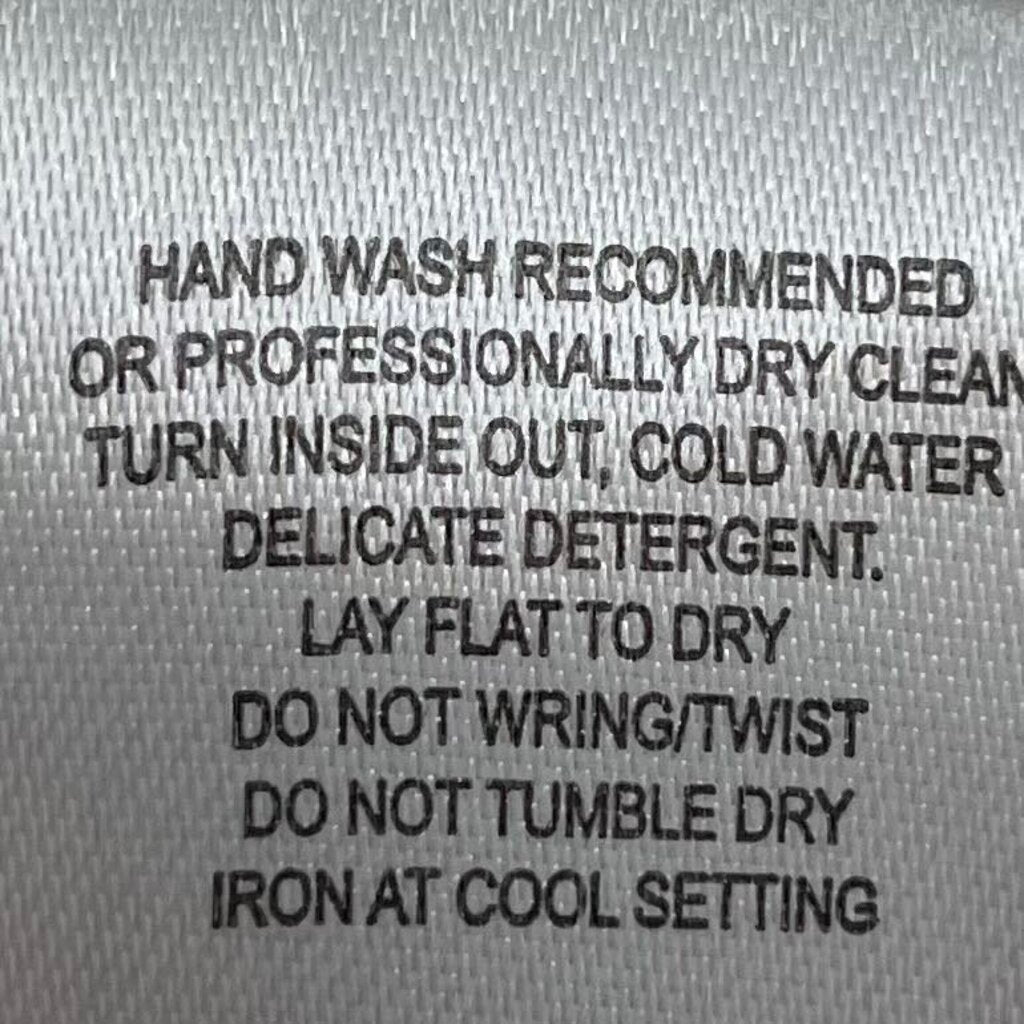 HAND WASH RECOMMENDED
OR PROFESSIONALLY DRY CLEAN
TURN INSIDE OUT, COLD WATER
DELICATE DETERGENT.
LAY FLAT TO DRY
DO NOT WRING/TWIST
DO NOT TUMBLE DRY
IRON AT COOL SETTING